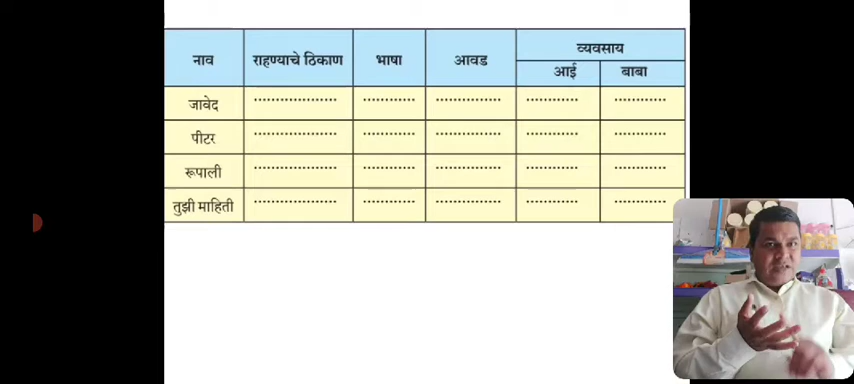 व्यवसाय
नाव राहण्याचे ठिकाण भाषा आवड
आई बाबा
जावेद ................... ............ ............... ............ ............
पीटर ................... ............ ............... ............ ............
रूपाली ................... ............ ............... ............ ............
तुझी माहिती ................... ............ ............... ............ ............